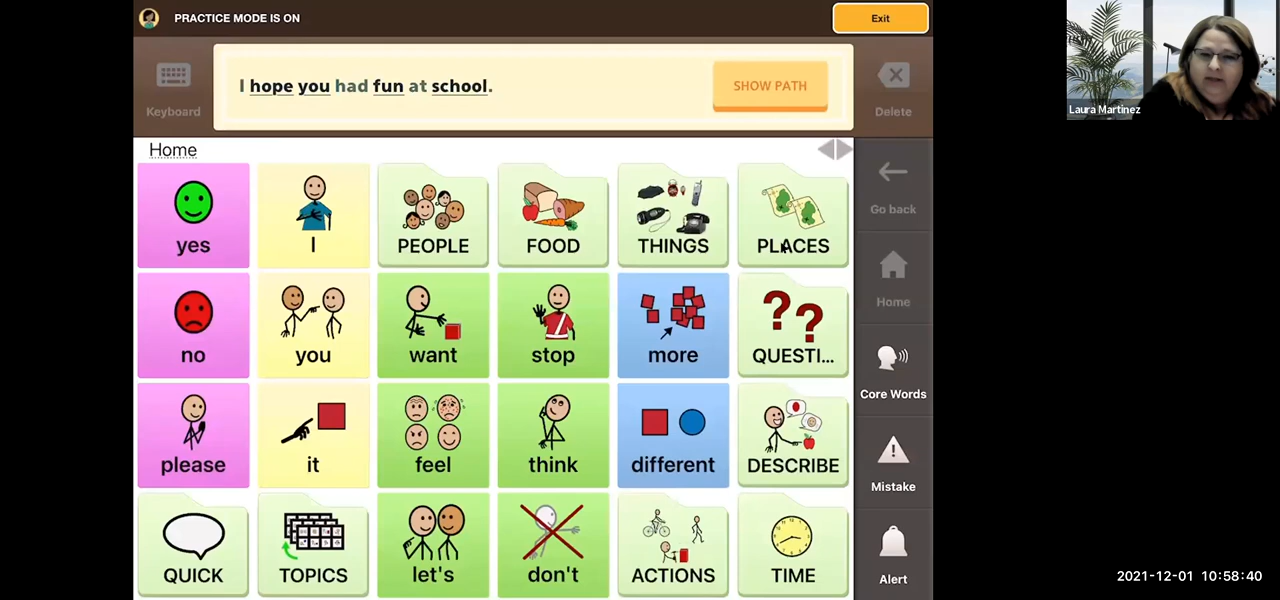 PRACTICE MODE IS ON
Exit
Keyboard
I hope you had fun at school.
SHOW PATH
Delete
Laura Martinez
Home
yes
I
PEOPLE
FOOD
THINGS
PLACES
Go back
no
you
want
stop
more
QUESTI...
Home
please
it
feel
think
different
DESCRIBE
Core Words
Mistake
QUICK
TOPICS
let's
don't
ACTIONS
TIME
Alert
2021-12-01 10:58:40